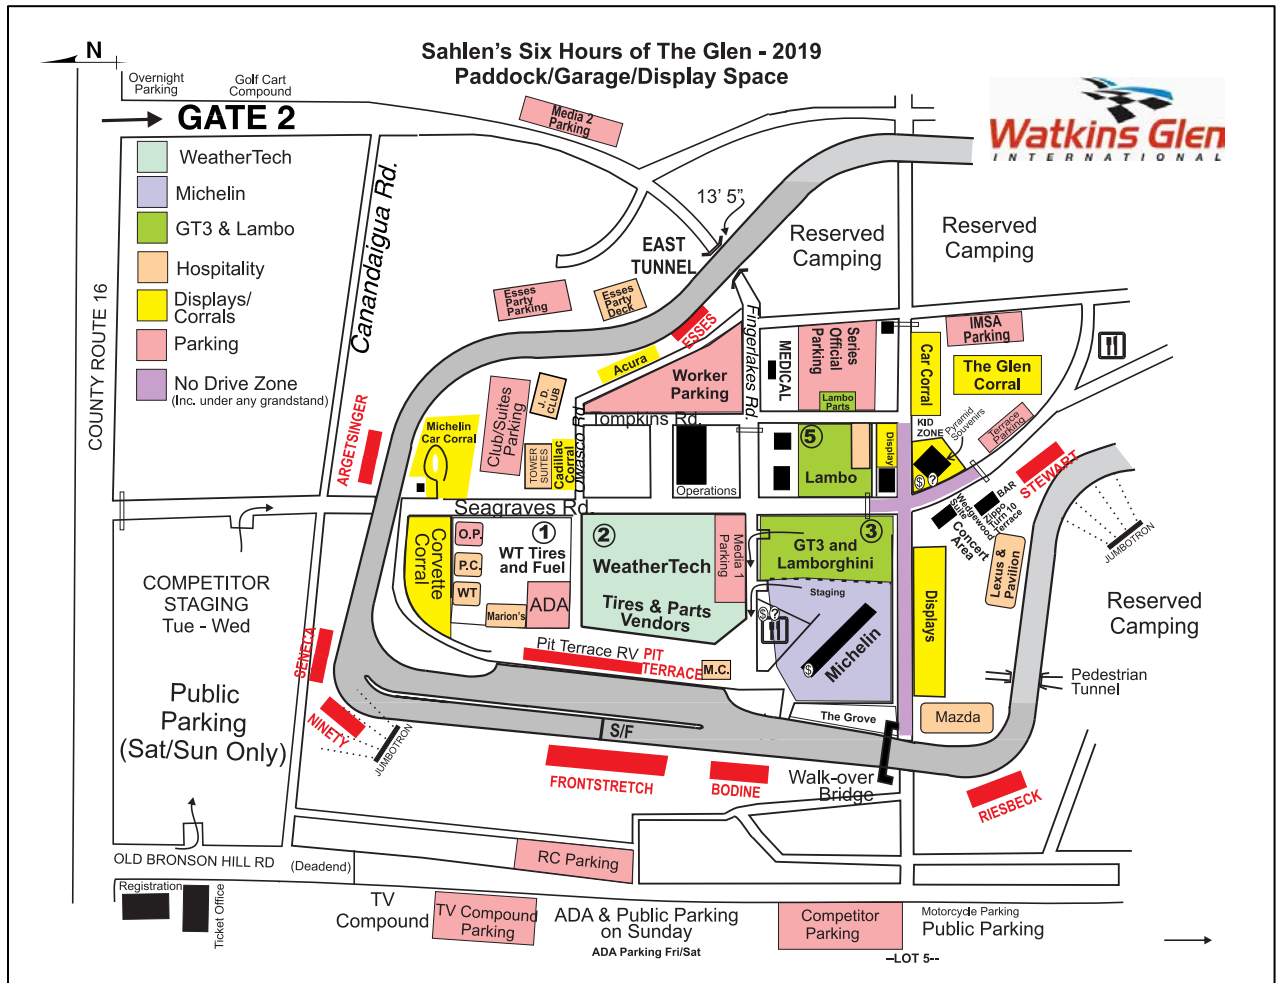 N
Sahlen's Six Hours of The Glen - 2019
Paddock/Garage/Display Space
Overnight
Parking
Golf Cart
Compound
GATE 2
Watkins Glen
INTERNATIONAL
WeatherTech
Michelin
GT3 & Lambo
Hospitality
Displays/
Corrals
Parking
No Drive Zone
(Inc. under any grandstand)
COUNTY ROUTE 16
Canandaigua Rd.
Media 2
Parking
13' 5"
EAST
TUNNEL
Reserved
Camping
Reserved
Camping
Esses
Party
Parking
Esses
Party
Deck
ESSES
Acura
Fingerlakes Rd.
Worker
Parking
MEDICAL
Series
Official
Parking
Lambo
Parts
Car Corral
IMSA
Parking
The Glen
Corral
ARGETSINGER
Michelin
Car Corral
Club/Suites
Parking
J. D.
CLUB
TOWER
SUITES
Cadillac
Corral
Owasco Rd.
Tompkins Rd.
Operations
5
Lambo
Display
KID
ZONE
Pyramid
Souvenirs
$ ?
Terrace
Parking
STEWART
BAR
Zippo
Turn 10
Terrace
Wedgewood
Suite
Concert
Area
JUMBOTRON
Seagraves Rd.
Corvette
Corral
O.P.
P.C.
WT
Marion's
1
WT Tires
and Fuel
ADA
2
WeatherTech
Tires & Parts
Vendors
Media 1
Parking
3
GT3 and
Lamborghini
Staging
$ ?
Michelin
$
Displays
Lexus &
Pavilion
Reserved
Camping
COMPETITOR
STAGING
Tue - Wed
Public
Parking
(Sat/Sun Only)
SENECA
NINETY
JUMBOTRON
Pit Terrace RV
PIT
TERRACE
M.C.
The Grove
Mazda
Pedestrian
Tunnel
S/F
FRONTSTRETCH
BODINE
Walk-over
Bridge
RIESBECK
OLD BRONSON HILL RD
(Deadend)
RC Parking
Registration
Ticket Office
TV
Compound
TV Compound
Parking
ADA & Public Parking
on Sunday
ADA Parking Fri/Sat
Competitor
Parking
Motorcycle Parking
Public Parking
--LOT 5--